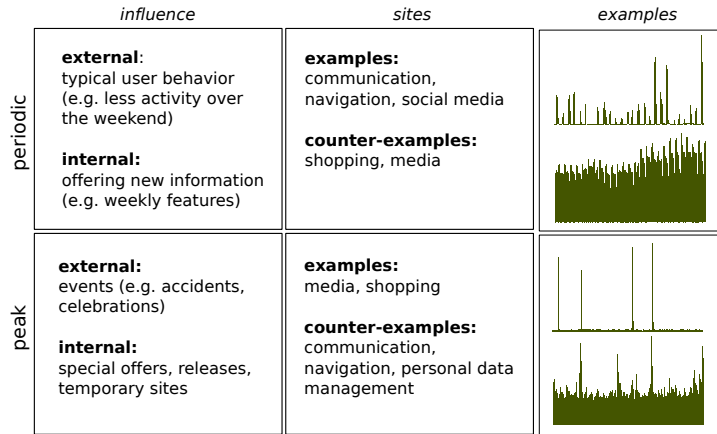 influence
sites
examples
periodic
external:
typical user behavior
(e.g. less activity over
the weekend)
internal:
offering new information
(e.g. weekly features)
examples:
communication,
navigation, social media
counter-examples:
shopping, media
peak
external:
events (e.g. accidents,
celebrations)
internal:
special offers, releases,
temporary sites
examples:
media, shopping
counter-examples:
communication,
navigation, personal data
management